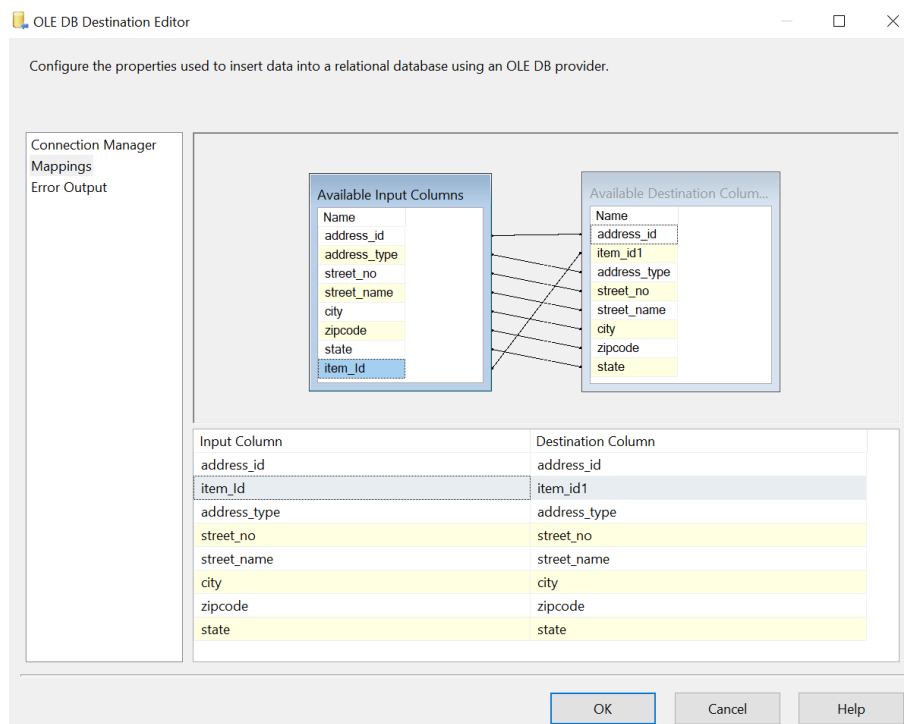 OLE DB Destination Editor
Configure the properties used to insert data into a relational database using an OLE DB provider.
Connection Manager
Mappings
Error Output
Available Input Columns
Name
address_id
address_type
street_no
street_name
city
zipcode
state
item_Id
Available Destination Colum...
Name
address_id
item_id1
address_type
street_no
street_name
city
zipcode
state
Input Column Destination Column
address_id address_id
item_Id item_id1
address_type address_type
street_no street_no
street_name street_name
city city
zipcode zipcode
state state
OK Cancel Help